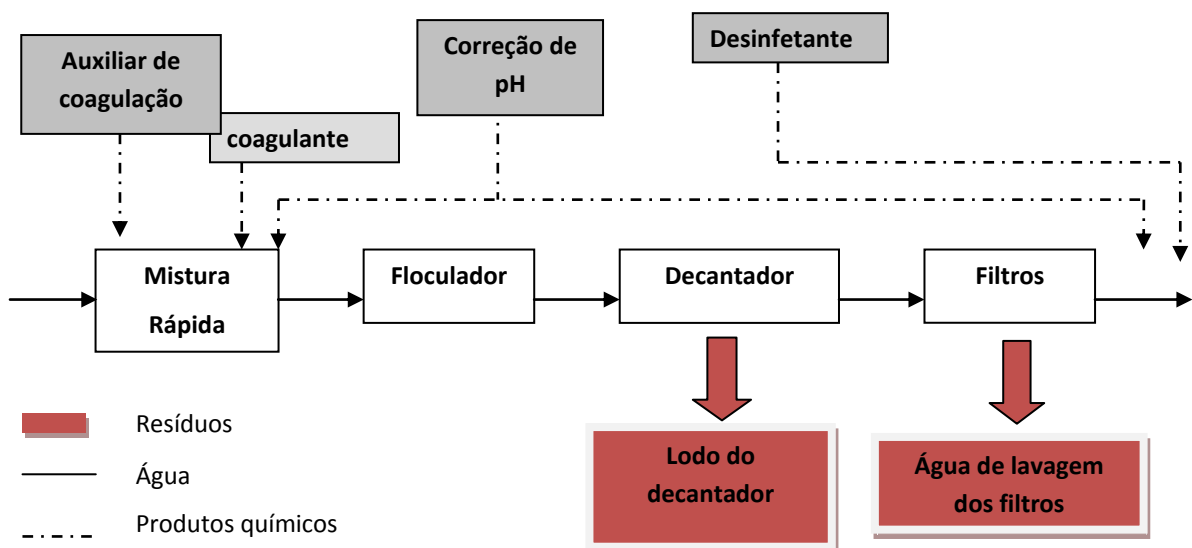 Auxiliar de
coagulação
coagulante
Correção de
pH
Desinfetante
Mistura
Rápida
Floculador
Decantador
Filtros
Resíduos
Água
Produtos químicos
Lodo do
decantador
Água de lavagem
dos filtros